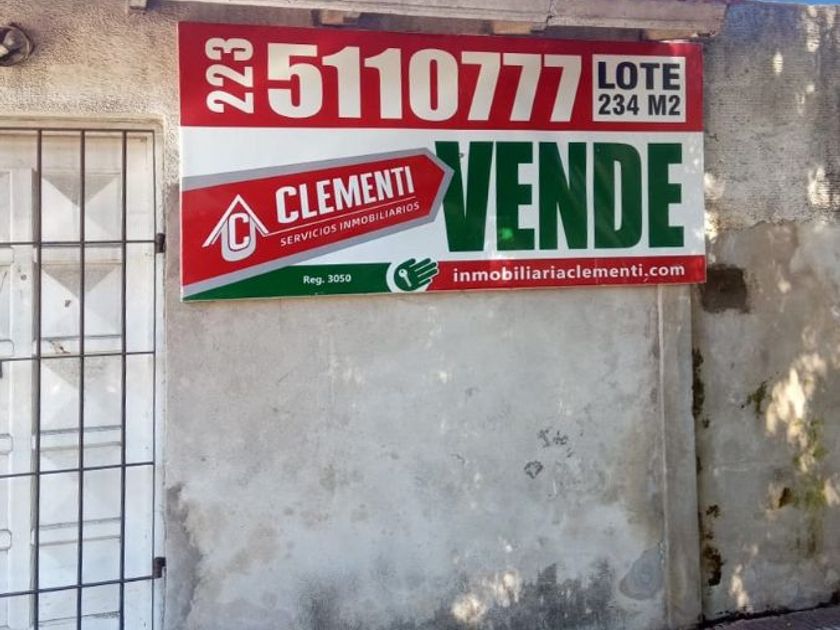 223 5110777
LOTE
234 M2
VENDE
C
CLEMENTI
SERVICIOS INMOBILIARIOS
Reg. 3050
inmobiliariaclementi.com